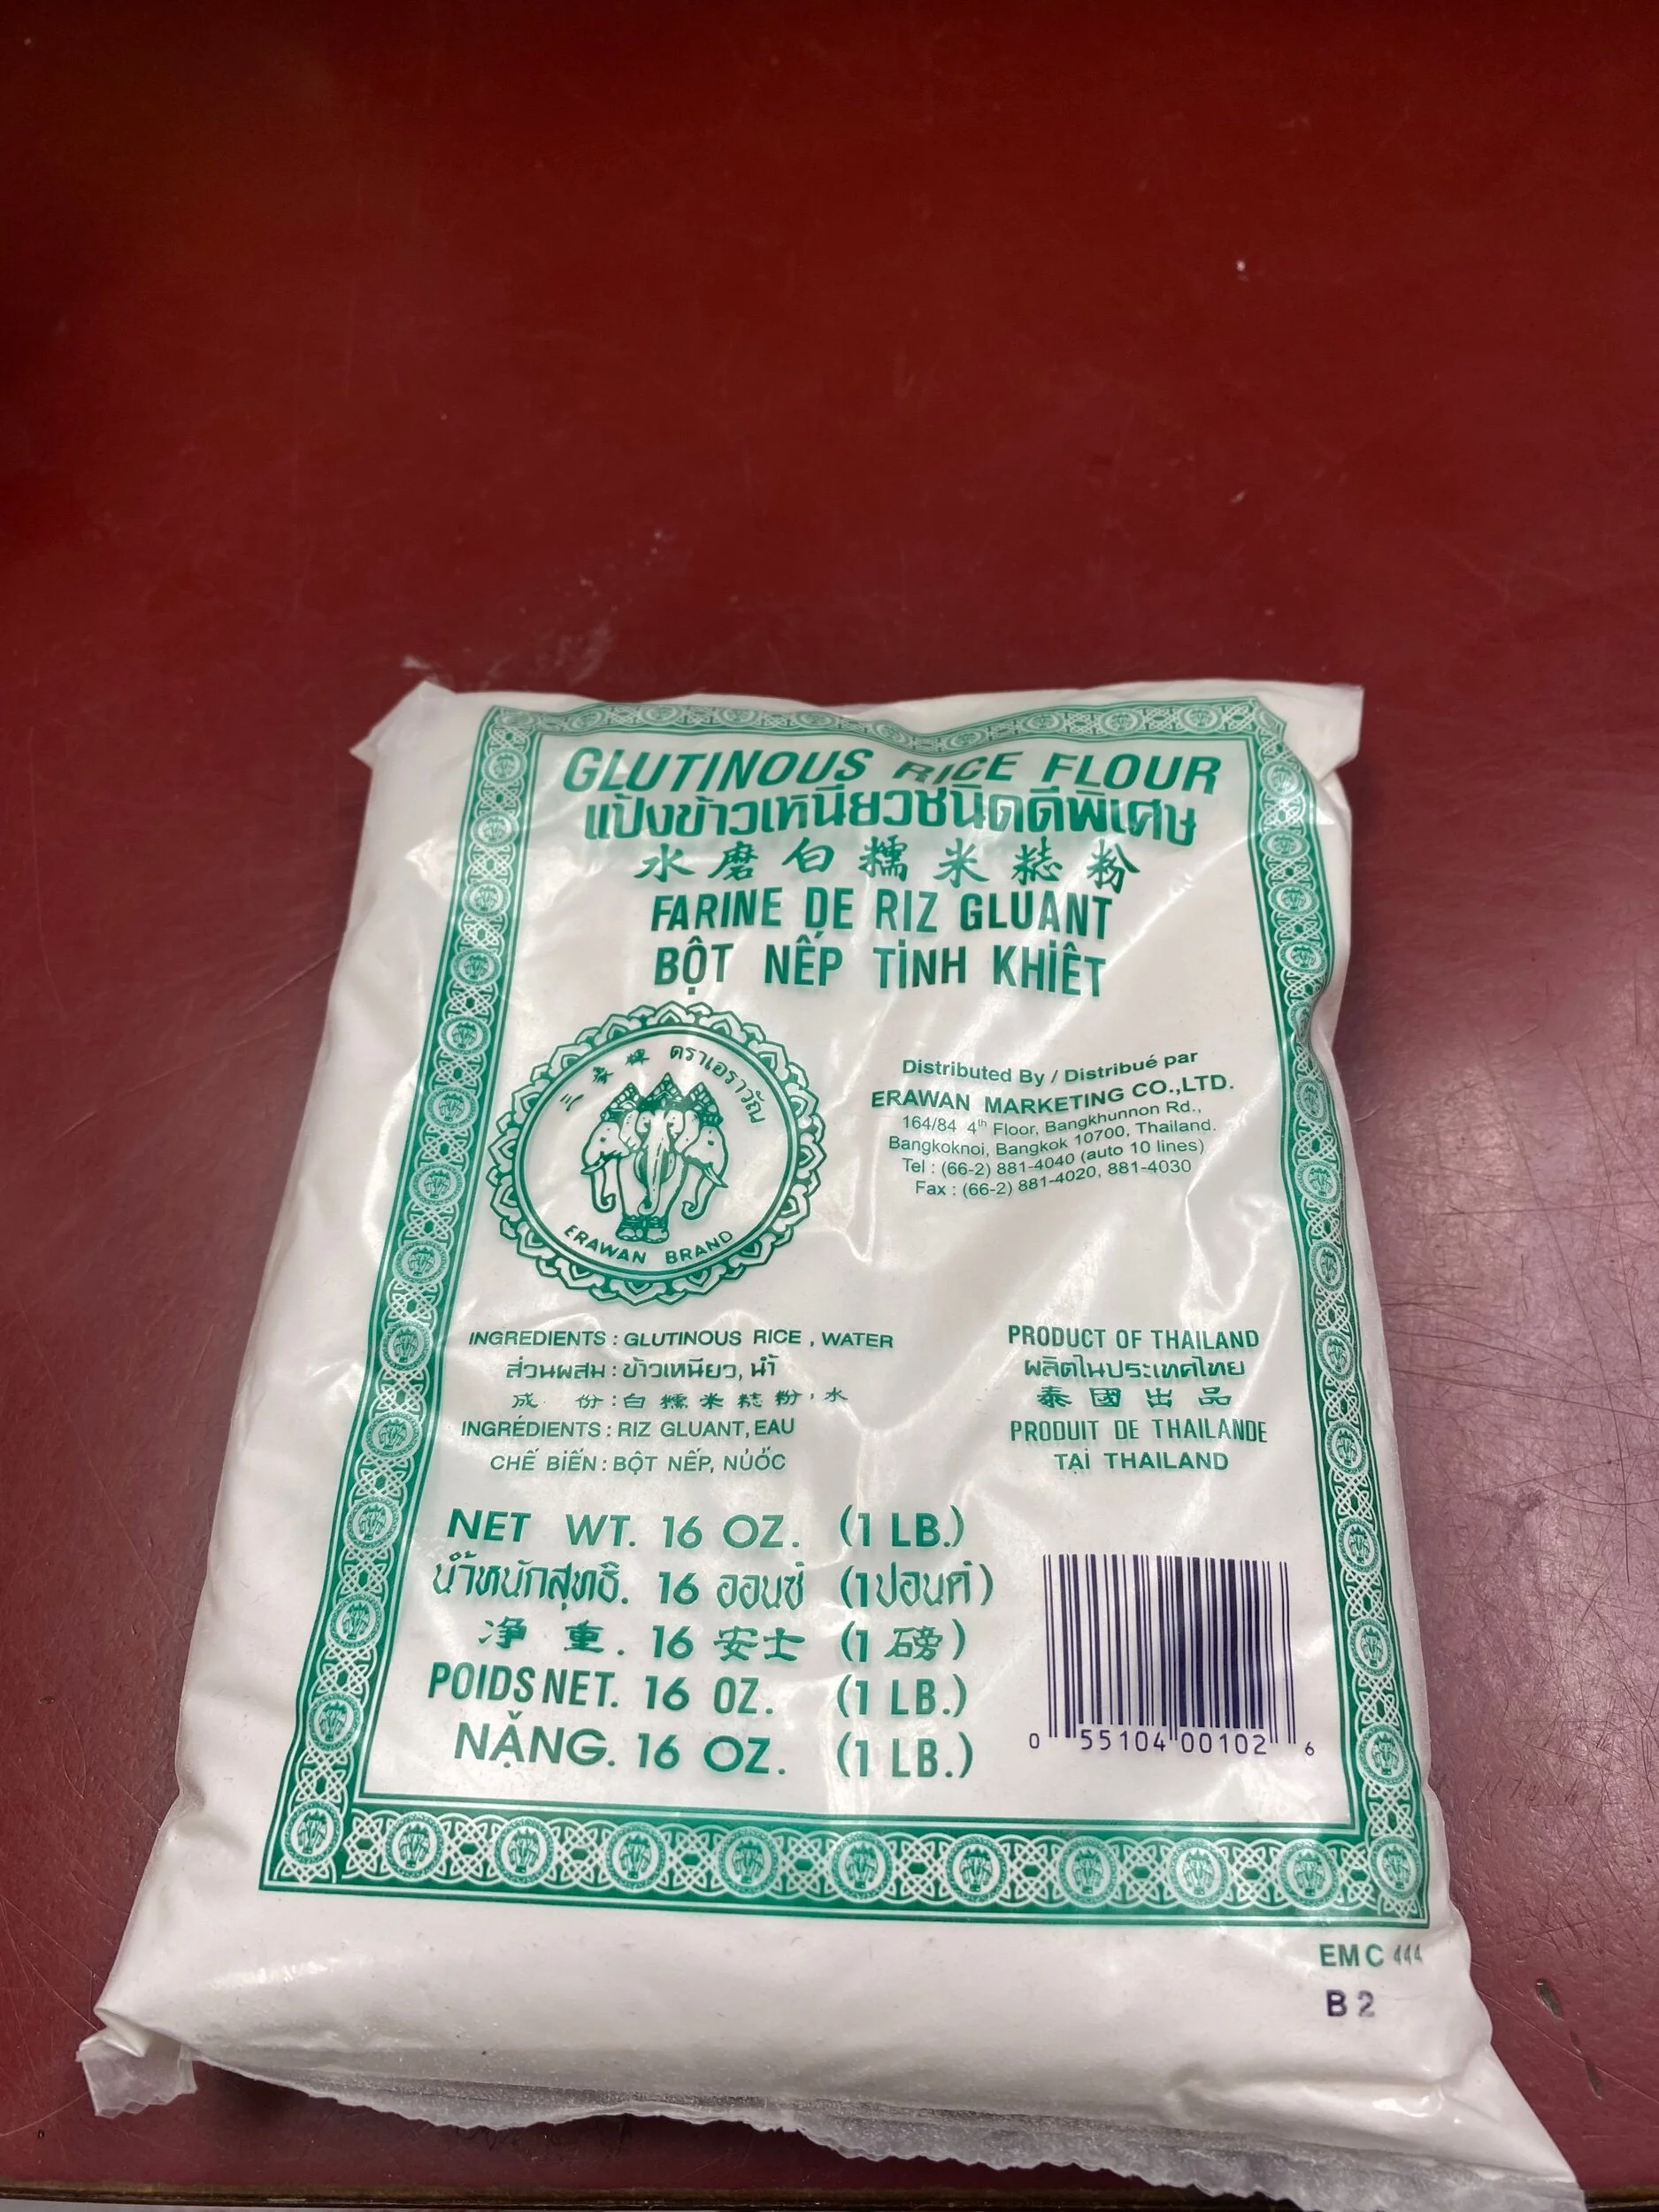 GLUTINOUS RICE FLOUR
แป้งข้าวเหนียวชนิดดีพิเศษ
水磨白糯米粉
FARINE DE RIZ GLUANT
BỘT NẾP TINH KHIẾT
三象牌 ตราเอราวัณ
ERAWAN BRAND
Distributed By / Distribué par
ERAWAN MARKETING CO.,LTD.
164/84 4th Floor, Bangkhunnon Rd.,
Bangkoknoi, Bangkok 10700, Thailand.
Tel : (66-2) 881-4040 (auto 10 lines)
Fax : (66-2) 881-4020, 881-4030
INGREDIENTS : GLUTINOUS RICE , WATER
ส่วนผสม : ข้าวเหนียว, น้ำ
成 份 : 白糯米粉，水
INGRÉDIENTS : RIZ GLUANT, EAU
CHẾ BIẾN : BỘT NẾP, NƯỚC
PRODUCT OF THAILAND
ผลิตในประเทศไทย
泰國出品
PRODUIT DE THAILANDE
TẠI THAILAND
NET WT. 16 OZ. (1 LB.)
น้ำหนักสุทธิ. 16 ออนซ์ (1ปอนด์)
净重. 16 安士 (1 磅)
POIDS NET. 16 OZ. (1 LB.)
NẶNG. 16 OZ. (1 LB.)
0 55104 00102 6
EMC 444
B 2